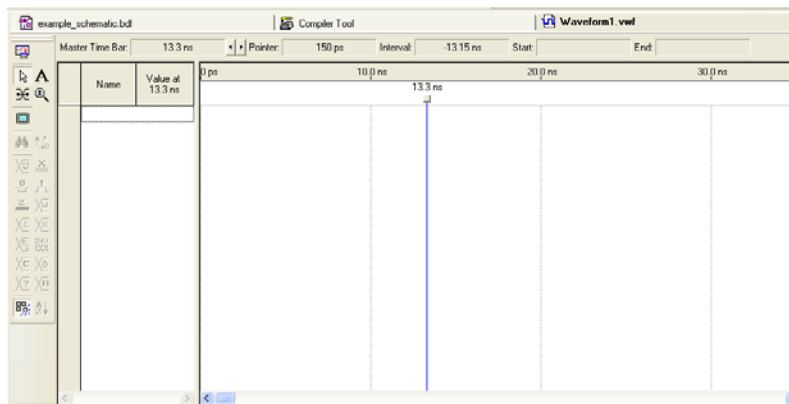 example_schematic.bdf
Compiler Tool
Waveform1.vwf
Master Time Bar: 13.3 ns Pointer: 150 ps Interval: -13.15 ns Start: End:
A
Name
Value at
13.3 ns
0 ps 10.0 ns 20.0 ns 30.0 ns
13.3 ns